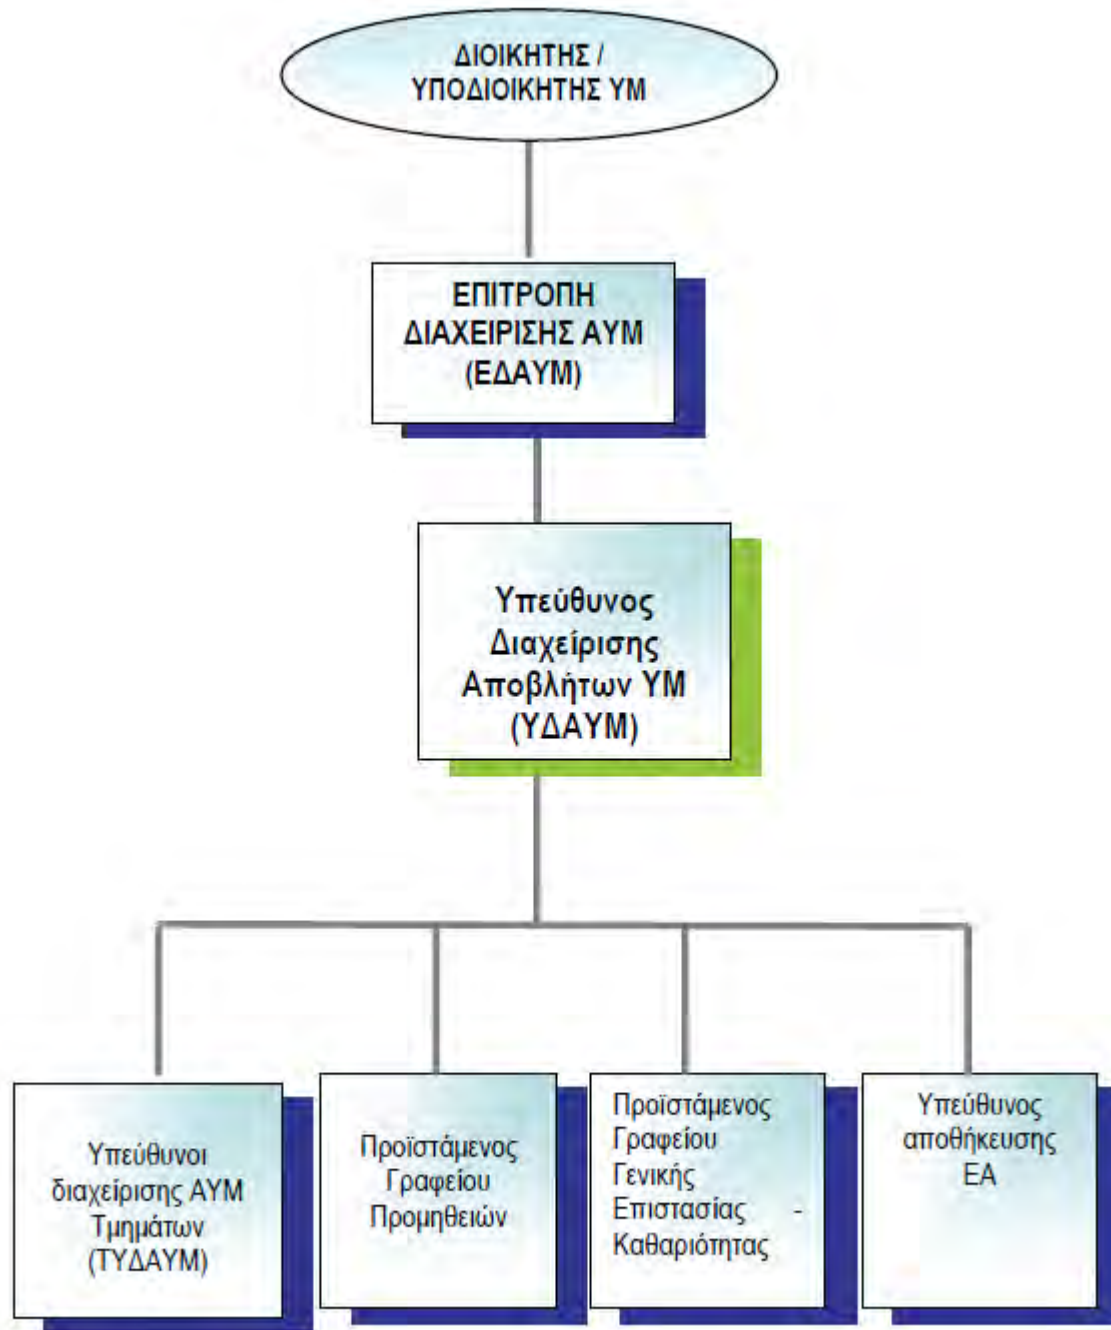 ΔΙΟΙΚΗΤΗΣ /
ΥΠΟΔΙΟΙΚΗΤΗΣ ΥΜ
ΕΠΙΤΡΟΠΗ
ΔΙΑΧΕΙΡΙΣΗΣ ΑΥΜ
(ΕΔΑΥΜ)
Υπεύθυνος
Διαχείρισης
Αποβλήτων ΥΜ
(ΥΔΑΥΜ)
Υπεύθυνοι
διαχείρισης ΑΥΜ
Τμημάτων
(ΤΥΔΑΥΜ)
Προϊστάμενος
Γραφείου
Προμηθειών
Προϊστάμενος
Γραφείου
Γενικής
Επιστασίας -
Καθαριότητας
Υπεύθυνος
αποθήκευσης
ΕΑ